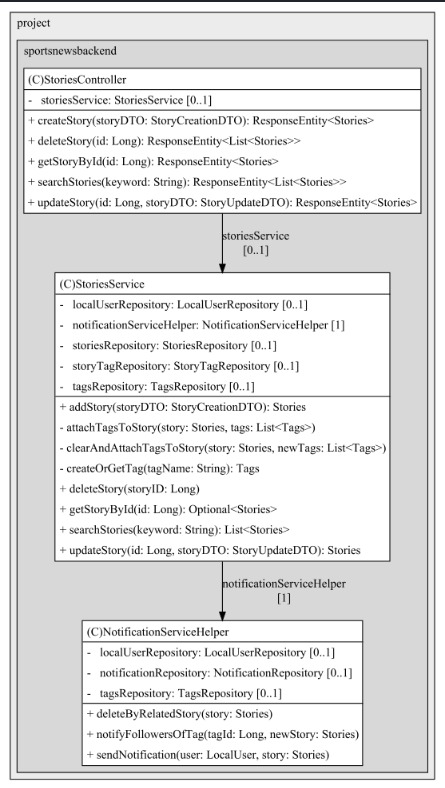 project
sportsnewsbackend
(C)StoriesController
- storiesService: StoriesService [0..1]
+ createStory(storyDTO: StoryCreationDTO): ResponseEntity<Stories>
+ deleteStory(id: Long): ResponseEntity<List<Stories>>
+ getStoryById(id: Long): ResponseEntity<Stories>
+ searchStories(keyword: String): ResponseEntity<List<Stories>>
+ updateStory(id: Long, storyDTO: StoryUpdateDTO): ResponseEntity<Stories>
storiesService
[0..1]
(C)StoriesService
- localUserRepository: LocalUserRepository [0..1]
- notificationServiceHelper: NotificationServiceHelper [1]
- storiesRepository: StoriesRepository [0..1]
- storyTagRepository: StoryTagRepository [0..1]
- tagsRepository: TagsRepository [0..1]
+ addStory(storyDTO: StoryCreationDTO): Stories
- attachTagsToStory(story: Stories, tags: List<Tags>)
- clearAndAttachTagsToStory(story: Stories, newTags: List<Tags>)
- createOrGetTag(tagName: String): Tags
+ deleteStory(storyID: Long)
+ getStoryById(id: Long): Optional<Stories>
+ searchStories(keyword: String): List<Stories>
+ updateStory(id: Long, storyDTO: StoryUpdateDTO): Stories
notificationServiceHelper
[1]
(C)NotificationServiceHelper
- localUserRepository: LocalUserRepository [0..1]
- notificationRepository: NotificationRepository [0..1]
- tagsRepository: TagsRepository [0..1]
+ deleteByRelatedStory(story: Stories)
+ notifyFollowersOfTag(tagId: Long, newStory: Stories)
+ sendNotification(user: LocalUser, story: Stories)